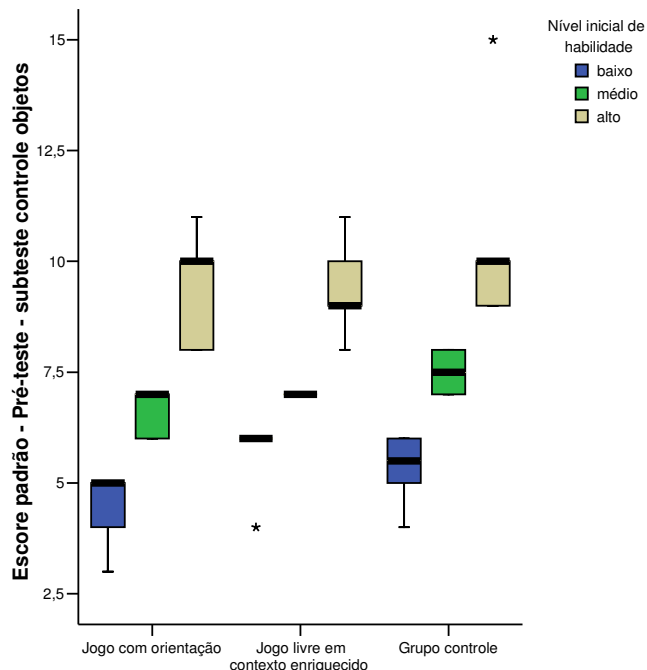 Escore padrão - Pré-teste - subteste controle objetos
15
12,5
10
7,5
5
2,5
Jogo com orientação
Jogo livre em
contexto enriquecido
Grupo controle
Nível inicial de
habilidade
baixo
médio
alto